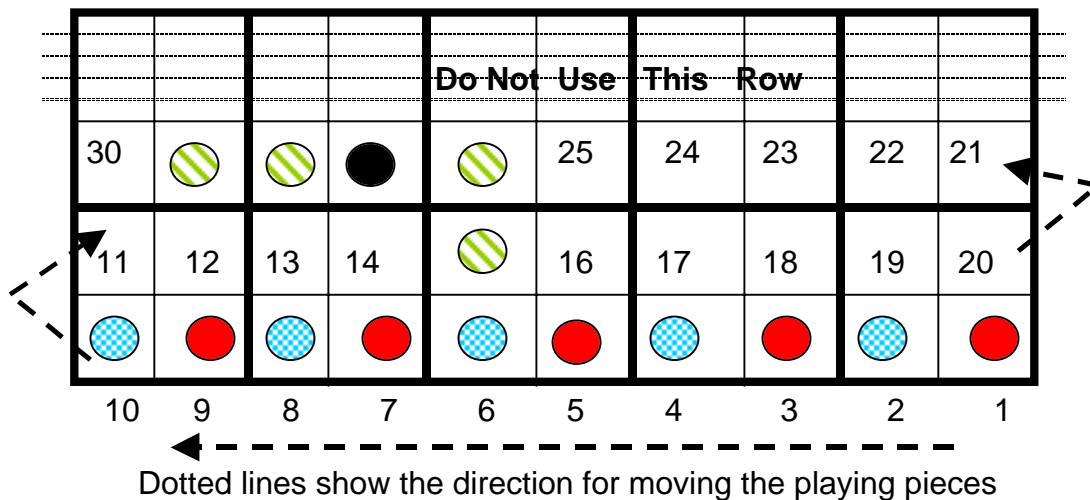 Do Not Use This Row
30 25 24 23 22 21
11 12 13 14 16 17 18 19 20
10 9 8 7 6 5 4 3 2 1
Dotted lines show the direction for moving the playing pieces